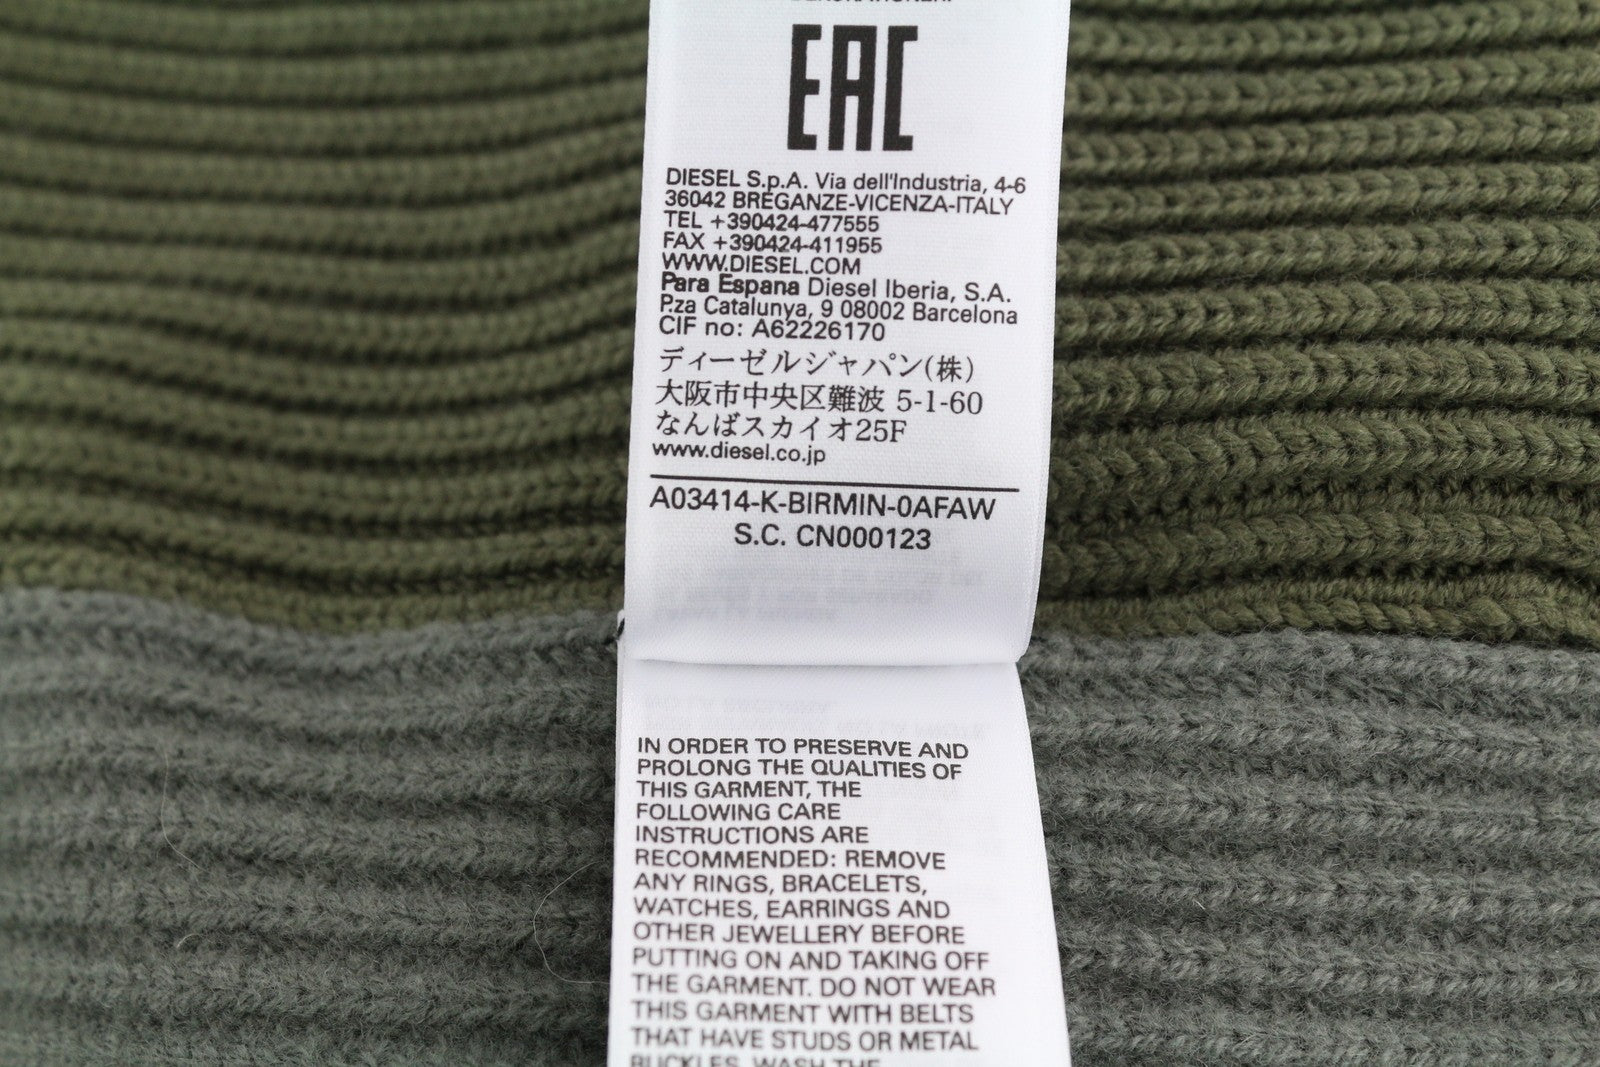 EAC
DIESEL S.p.A. Via dell'Industria, 4-6
36042 BREGANZE-VICENZA-ITALY
TEL +390424-477555
FAX +390424-411955
WWW.DIESEL.COM
Para Espana Diesel Iberia, S.A.
P.za Catalunya, 9 08002 Barcelona
CIF no: A62226170
ディーゼルジャパン(株)
大阪市中央区難波 5-1-60
なんばスカイオ25F
www.diesel.co.jp
A03414-K-BIRMIN-0AFAW
S.C. CN000123
IN ORDER TO PRESERVE AND
PROLONG THE QUALITIES OF
THIS GARMENT, THE
FOLLOWING CARE
INSTRUCTIONS ARE
RECOMMENDED: REMOVE
ANY RINGS, BRACELETS,
WATCHES, EARRINGS AND
OTHER JEWELLERY BEFORE
PUTTING ON AND TAKING OFF
THE GARMENT. DO NOT WEAR
THIS GARMENT WITH BELTS
THAT HAVE STUDS OR METAL
BUCKLES. WASH THE